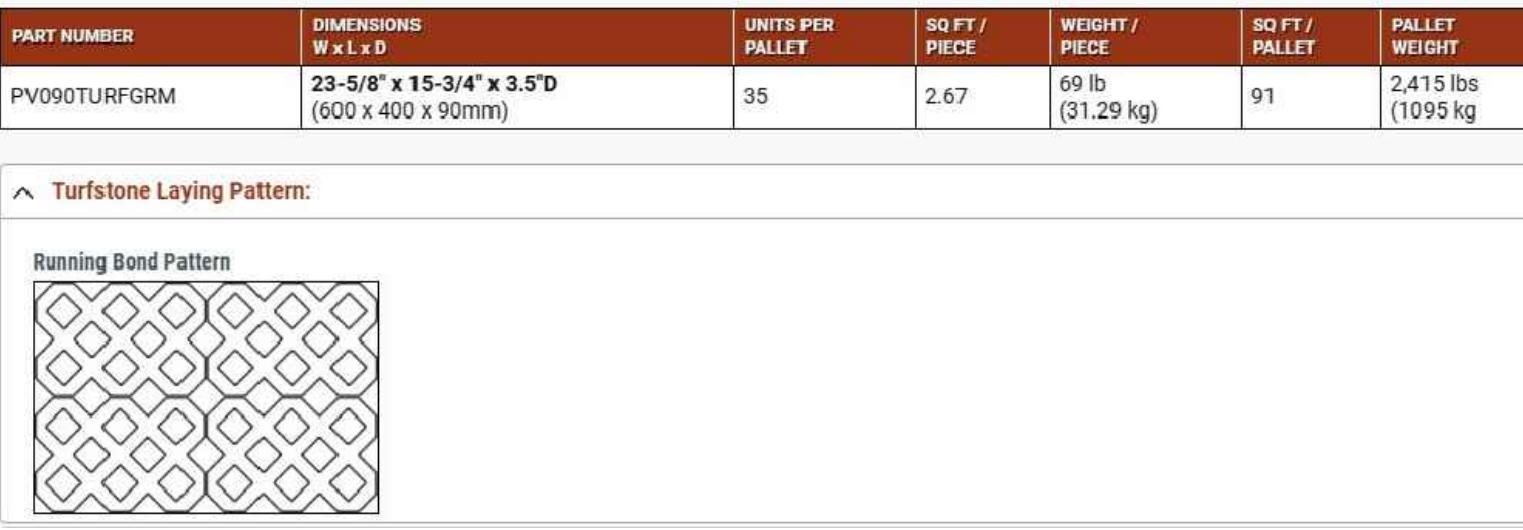 PART NUMBER
DIMENSIONS
W x L x D
UNITS PER
PALLET
SQ FT /
PIECE
WEIGHT /
PIECE
SQ FT /
PALLET
PALLET
WEIGHT
PV090TURFGRM
23-5/8" x 15-3/4" x 3.5"D
(600 x 400 x 90mm)
35
2.67
69 lb
(31.29 kg)
91
2,415 lbs
(1095 kg
Turfstone Laying Pattern:
Running Bond Pattern